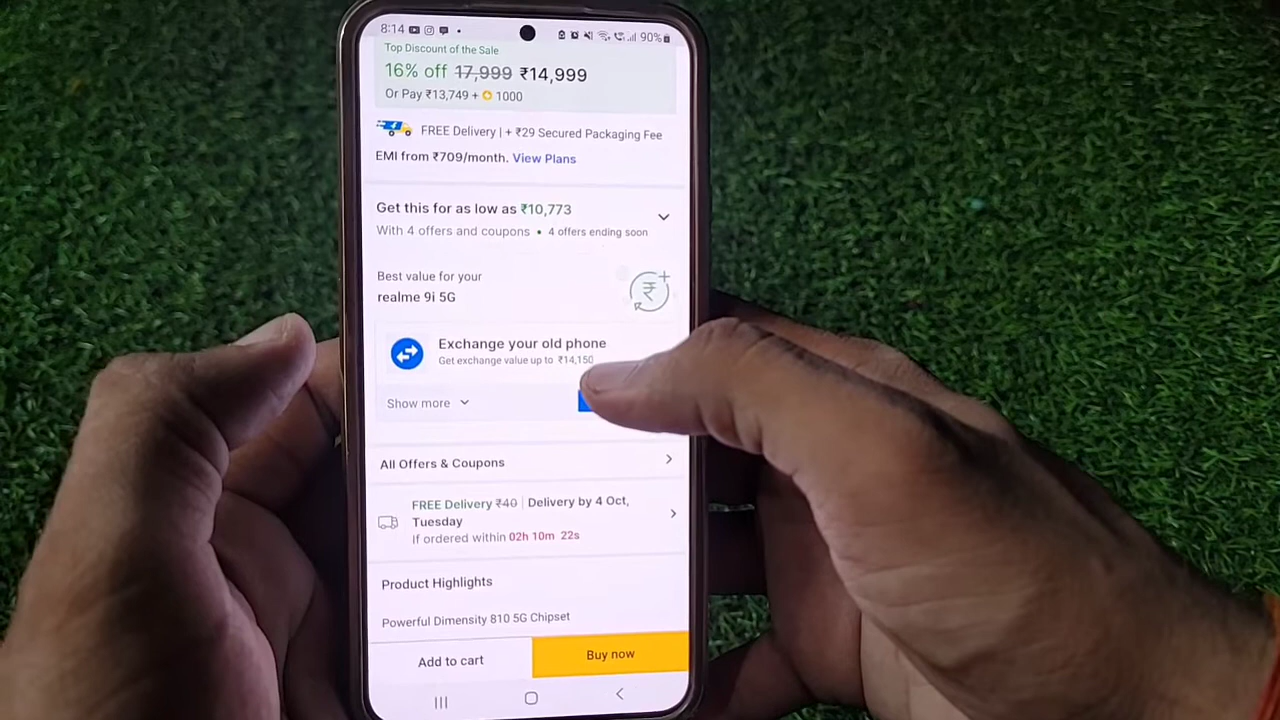 8:14 90%
Top Discount of the Sale
16% off 17,999 ₹14,999
Or Pay ₹13,749 + 1000
FREE Delivery | + ₹29 Secured Packaging Fee
EMI from ₹709/month. View Plans
Get this for as low as ₹10,773
With 4 offers and coupons • 4 offers ending soon
Best value for your
realme 9i 5G
Exchange your old phone
Get exchange value up to ₹14,150
Show more
All Offers & Coupons
FREE Delivery ₹40 | Delivery by 4 Oct,
Tuesday
If ordered within 02h 10m 22s
Product Highlights
Powerful Dimensity 810 5G Chipset
Add to cart Buy now